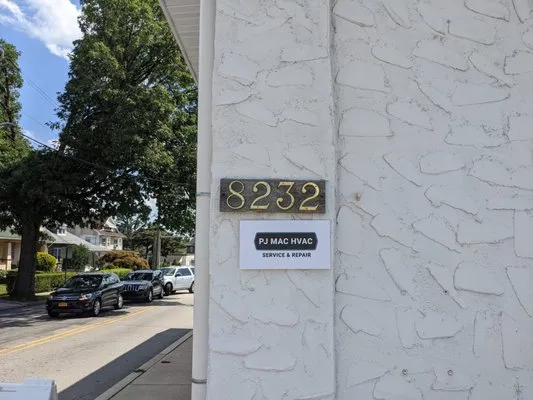 8232
PJ MAC HVAC
SERVICE & REPAIR